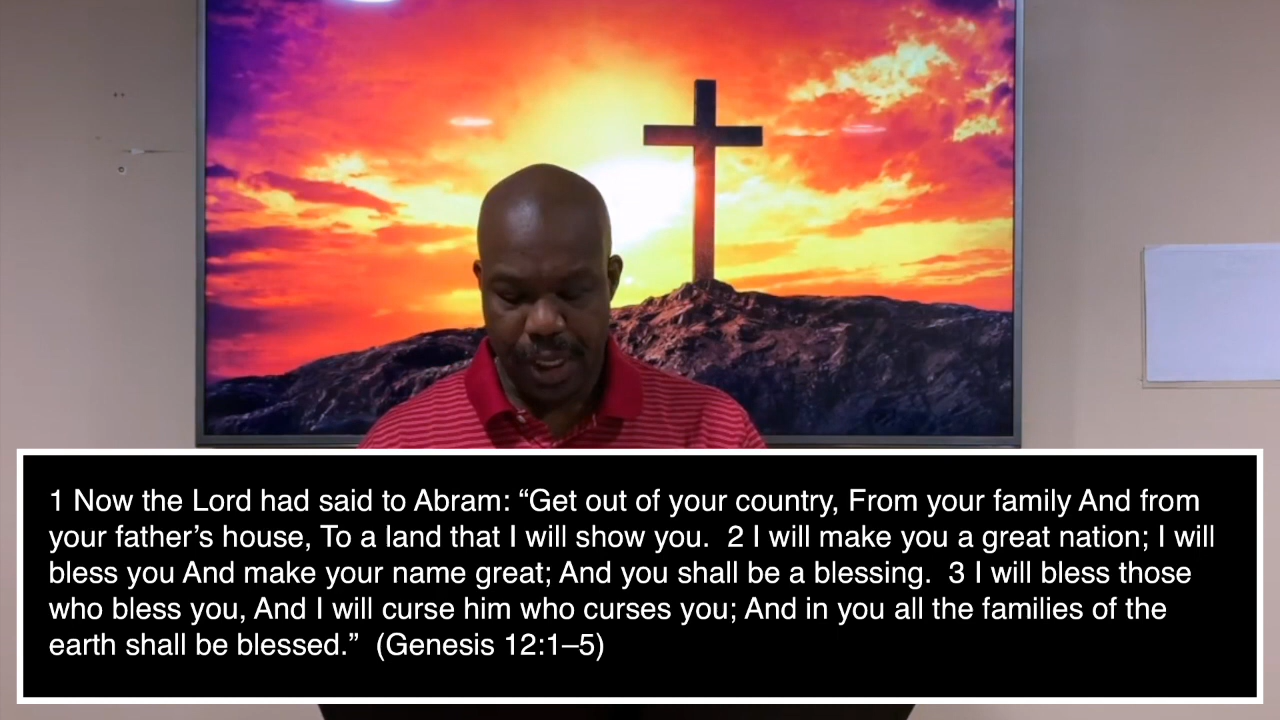 1 Now the Lord had said to Abram: “Get out of your country, From your family And from
your father’s house, To a land that I will show you.  2 I will make you a great nation; I will
bless you And make your name great; And you shall be a blessing.  3 I will bless those
who bless you, And I will curse him who curses you; And in you all the families of the
earth shall be blessed.”  (Genesis 12:1–5)